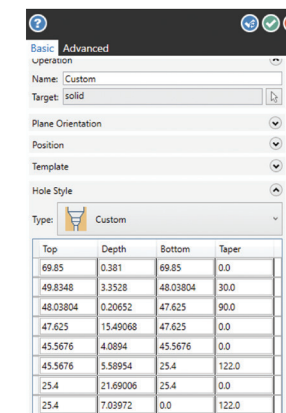 ?
Basic Advanced
Operation
Name: Custom
Target: solid
Plane Orientation
Position
Template
Hole Style
Type: Custom
Top Depth Bottom Taper
69.85 0.381 69.85 0.0
49.8348 3.3528 48.03804 30.0
48.03804 0.20652 47.625 90.0
47.625 15.49068 47.625 0.0
45.5676 4.0894 45.5676 0.0
45.5676 5.58954 25.4 122.0
25.4 21.69006 25.4 0.0
25.4 7.03972 0.0 122.0